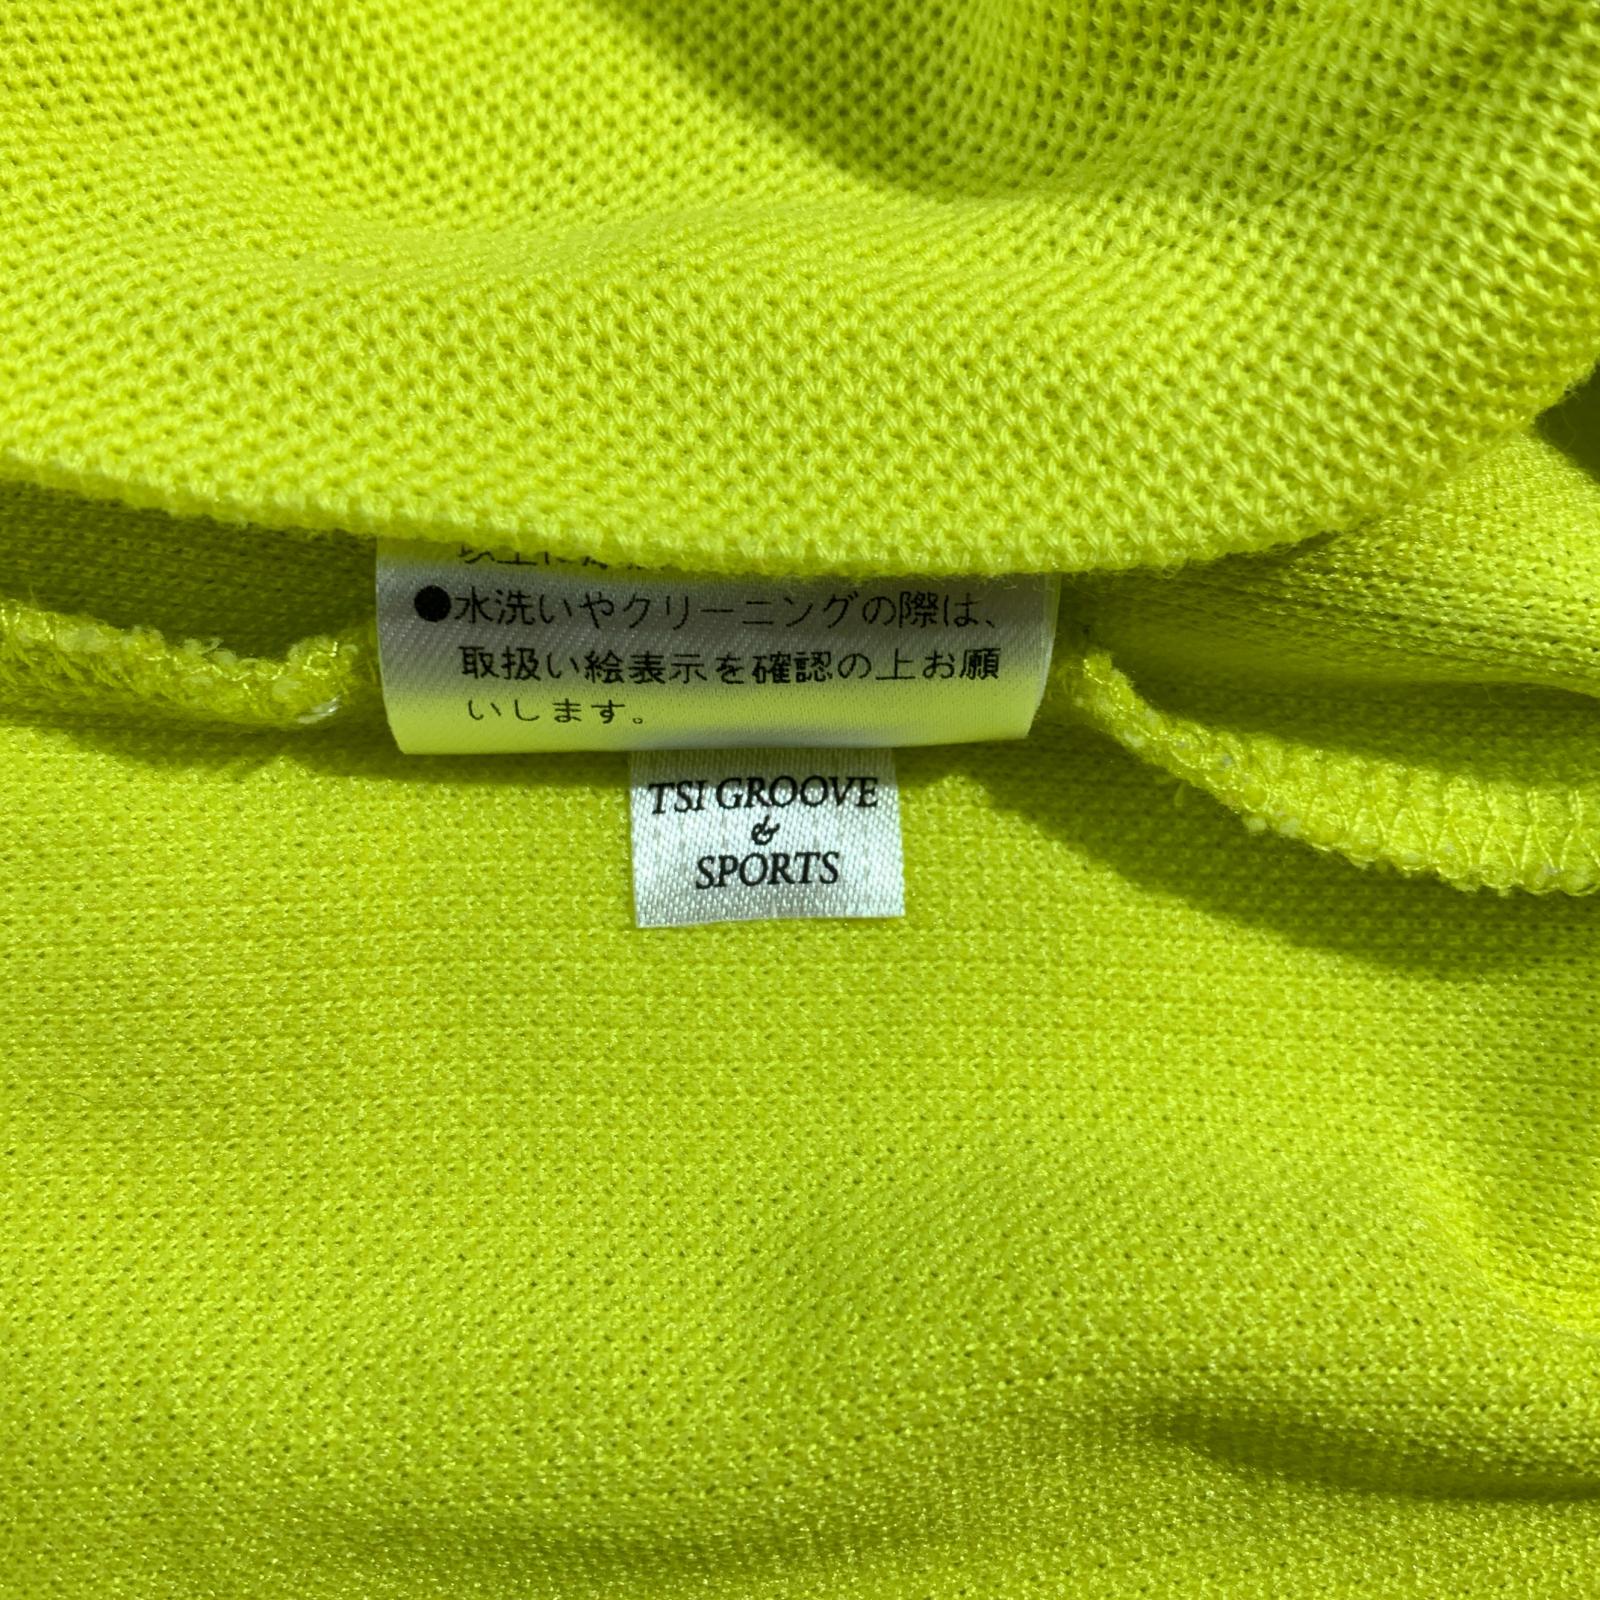 ●水洗いやクリーニングの際は、
取扱い絵表示を確認の上お願
いします。
TSI GROOVE
&
SPORTS